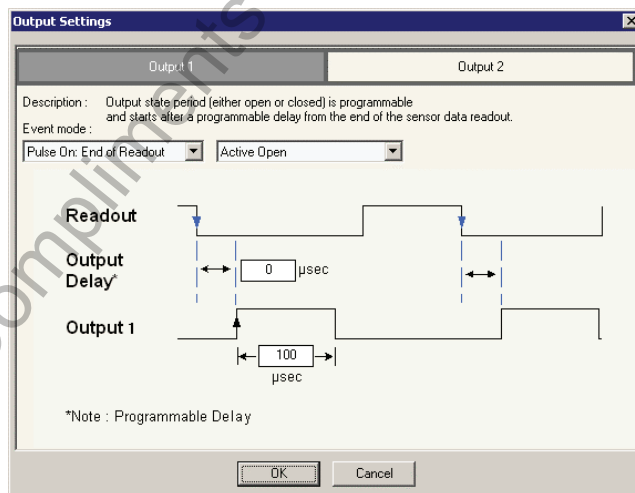 Output Settings
Output 1
Output 2
Description : Output state period (either open or closed) is programmable
and starts after a programmable delay from the end of the sensor data readout.
Event mode :
Pulse On: End of Readout
Active Open
Readout
Output
Delay*
0 µsec
Output 1
100
µsec
*Note : Programmable Delay
OK
Cancel
ompliments